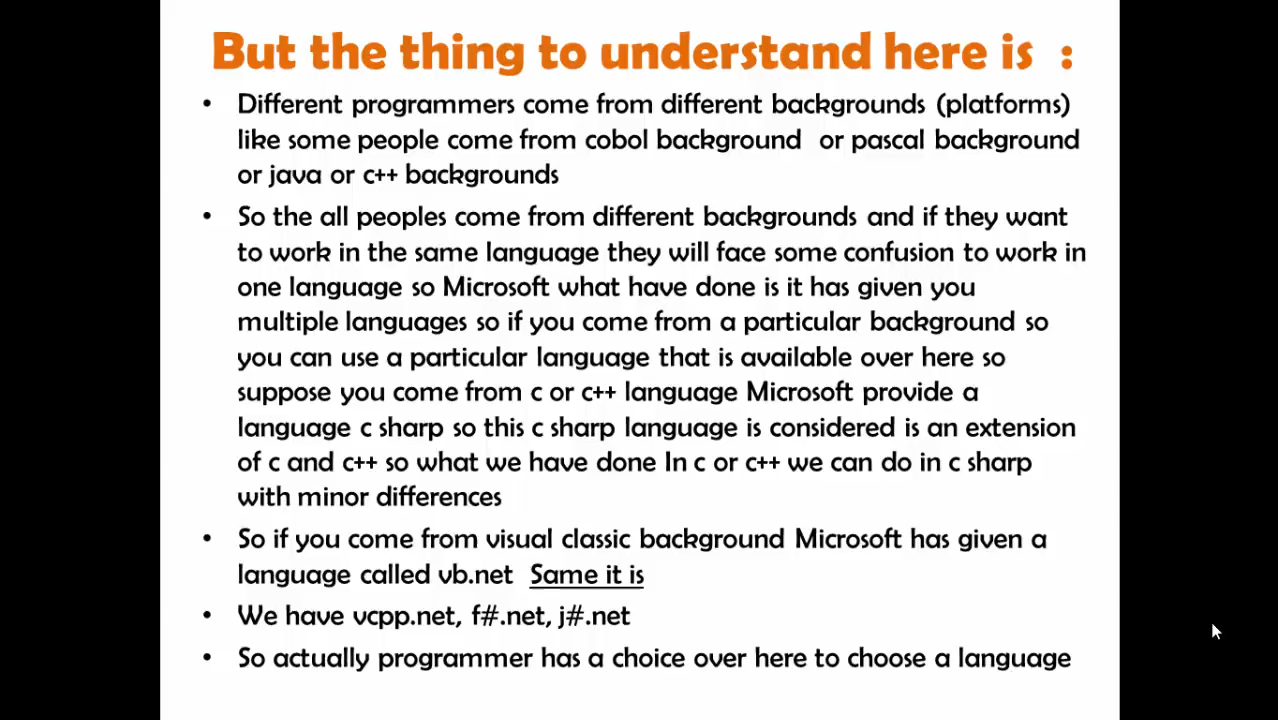 But the thing to understand here is :
• Different programmers come from different backgrounds (platforms)
like some people come from cobol background or pascal background
or java or c++ backgrounds
• So the all peoples come from different backgrounds and if they want
to work in the same language they will face some confusion to work in
one language so Microsoft what have done is it has given you
multiple languages so if you come from a particular background so
you can use a particular language that is available over here so
suppose you come from c or c++ language Microsoft provide a
language c sharp so this c sharp language is considered is an extension
of c and c++ so what we have done In c or c++ we can do in c sharp
with minor differences
• So if you come from visual classic background Microsoft has given a
language called vb.net Same it is
• We have vcpp.net, f#.net, j#.net
• So actually programmer has a choice over here to choose a language